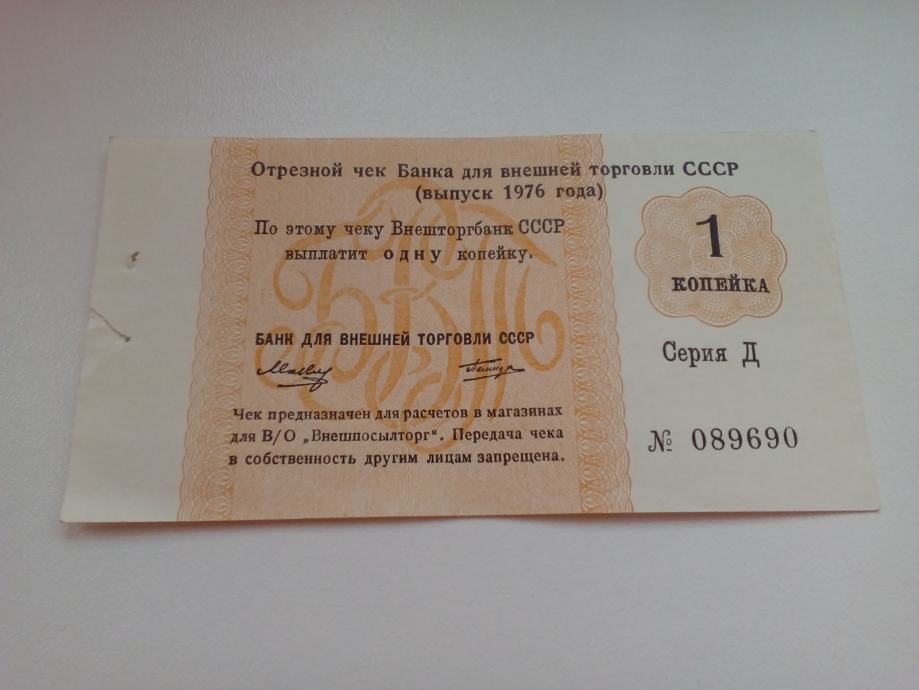 Отрезной чек Банка для внешней торговли СССР
(выпуск 1976 года)
По этому чеку Внешторгбанк СССР
выплатит одну копейку.
1
КОПЕЙКА
БАНК ДЛЯ ВНЕШНЕЙ ТОРГОВЛИ СССР
Серия Д
Чек предназначен для расчетов в магазинах
для В/О „Внешпосылторг“. Передача чека
в собственность другим лицам запрещена.
№ 089690